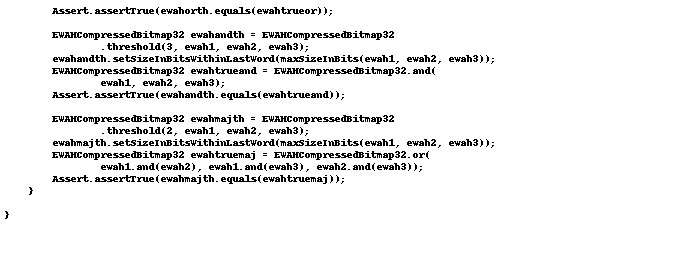 Assert.assertTrue(ewahorth.equals(ewahtrueor));
EWAHCompressedBitmap32 ewahandth = EWAHCompressedBitmap32
.threshold(3, ewah1, ewah2, ewah3);
ewahandth.setSizeInBitsWithinLastWord(maxSizeInBits(ewah1, ewah2, ewah3));
EWAHCompressedBitmap32 ewahtrueand = EWAHCompressedBitmap32.and(
ewah1, ewah2, ewah3);
Assert.assertTrue(ewahandth.equals(ewahtrueand));
EWAHCompressedBitmap32 ewahmajth = EWAHCompressedBitmap32
.threshold(2, ewah1, ewah2, ewah3);
ewahmajth.setSizeInBitsWithinLastWord(maxSizeInBits(ewah1, ewah2, ewah3));
EWAHCompressedBitmap32 ewahtruemaj = EWAHCompressedBitmap32.or(
ewah1.and(ewah2), ewah1.and(ewah3), ewah2.and(ewah3));
Assert.assertTrue(ewahmajth.equals(ewahtruemaj));
}
}